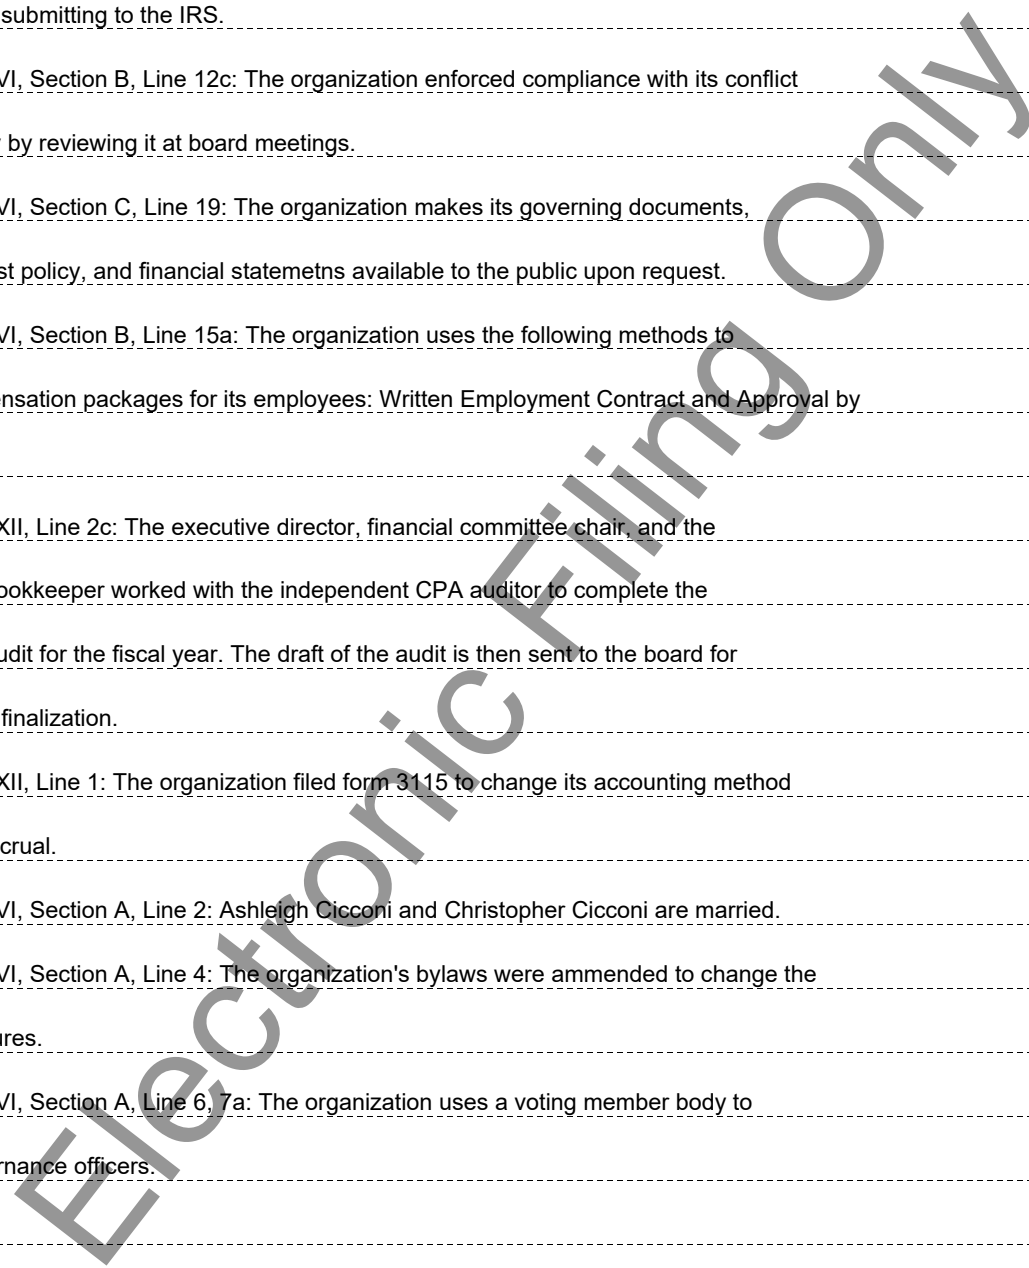 submitting to the IRS.
VI, Section B, Line 12c: The organization enforced compliance with its conflict
by reviewing it at board meetings.
VI, Section C, Line 19: The organization makes its governing documents,
st policy, and financial statemetns available to the public upon request.
VI, Section B, Line 15a: The organization uses the following methods to
ensation packages for its employees: Written Employment Contract and Approval by
XII, Line 2c: The executive director, financial committee chair, and the
ookkeeper worked with the independent CPA auditor to complete the
udit for the fiscal year. The draft of the audit is then sent to the board for
finalization.
XII, Line 1: The organization filed form 3115 to change its accounting method
crual.
VI, Section A, Line 2: Ashleigh Cicconi and Christopher Cicconi are married.
VI, Section A, Line 4: The organization's bylaws were ammended to change the
ures.
VI, Section A, Line 6, 7a: The organization uses a voting member body to
rnance officers.
Electronic Filing Only